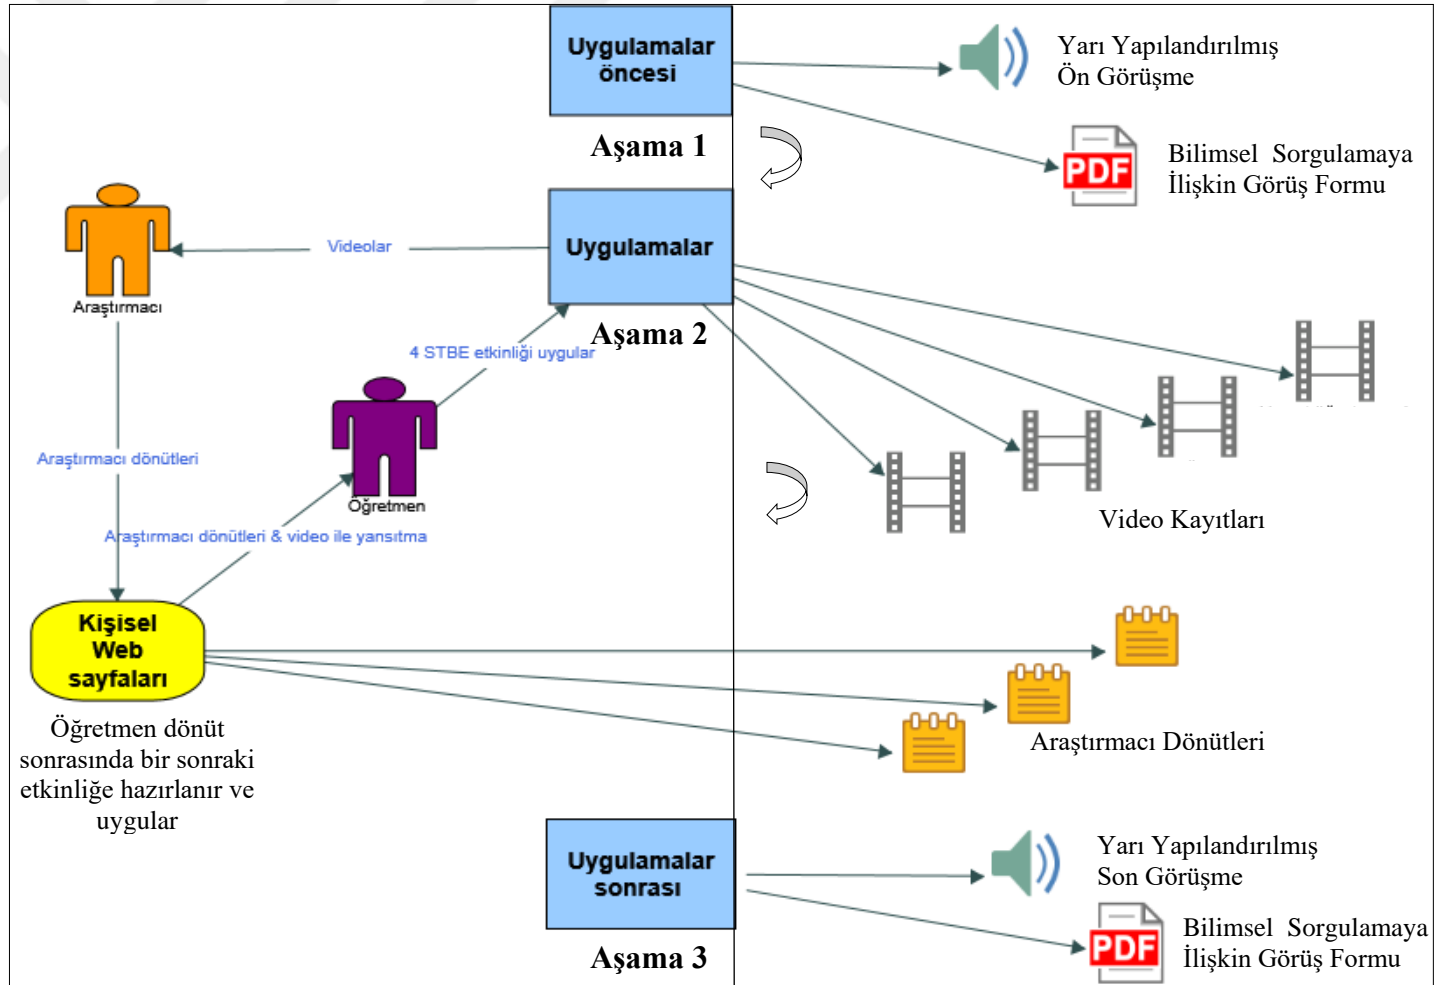 Uygulamalar
öncesi
Aşama 1
Yarı Yapılandırılmış
Ön Görüşme
PDF
Bilimsel Sorgulamaya
İlişkin Görüş Formu
Araştırmacı
Videolar
Uygulamalar
Aşama 2
4 STBE etkinliği uygular
Öğretmen
Araştırmacı dönütleri
Araştırmacı dönütleri & video ile yansıtma
Video Kayıtları
Kişisel
Web
sayfaları
Öğretmen dönüt
sonrasında bir sonraki
etkinliğe hazırlanır ve
uygular
Araştırmacı Dönütleri
Uygulamalar
sonrası
Aşama 3
Yarı Yapılandırılmış
Son Görüşme
PDF
Bilimsel Sorgulamaya
İlişkin Görüş Formu